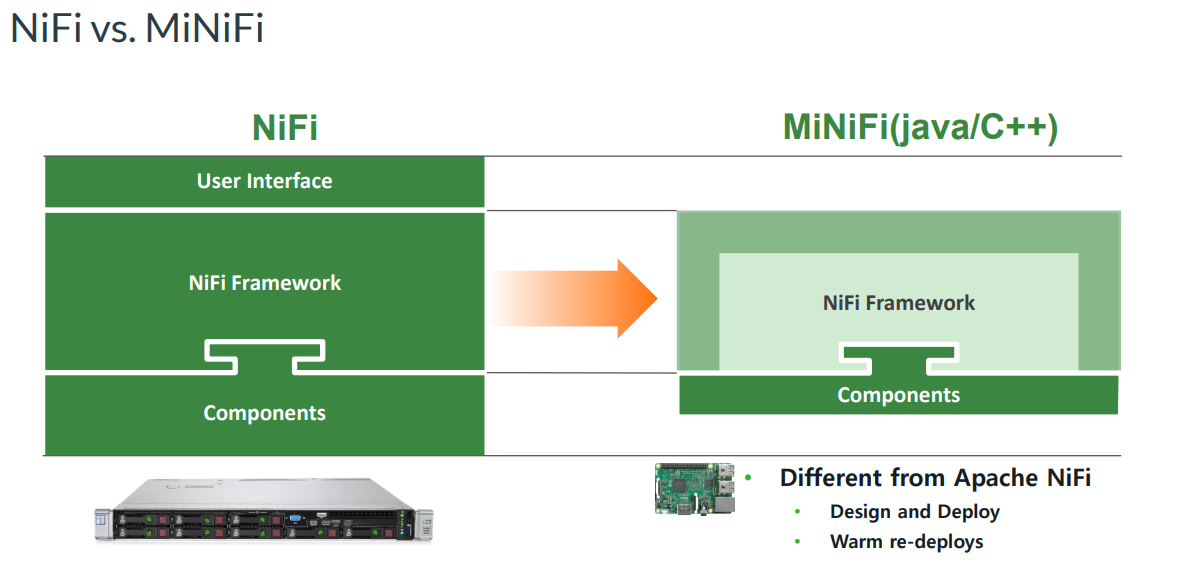 NiFi vs. MiNiFi
NiFi
MiNiFi(java/C++)
User Interface
NiFi Framework
NiFi Framework
Components
Components
Different from Apache NiFi
Design and Deploy
Warm re-deploys